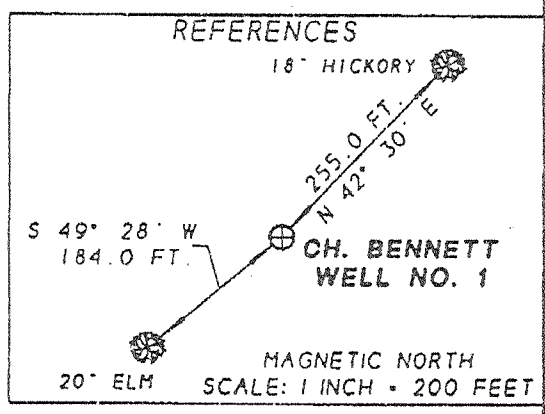 REFERENCES
18" HICKORY
255.0 FT.
N 42° 30' E
S 49° 28' W
184.0 FT.
CH. BENNETT
WELL NO. 1
20" ELM
MAGNETIC NORTH
SCALE: 1 INCH = 200 FEET